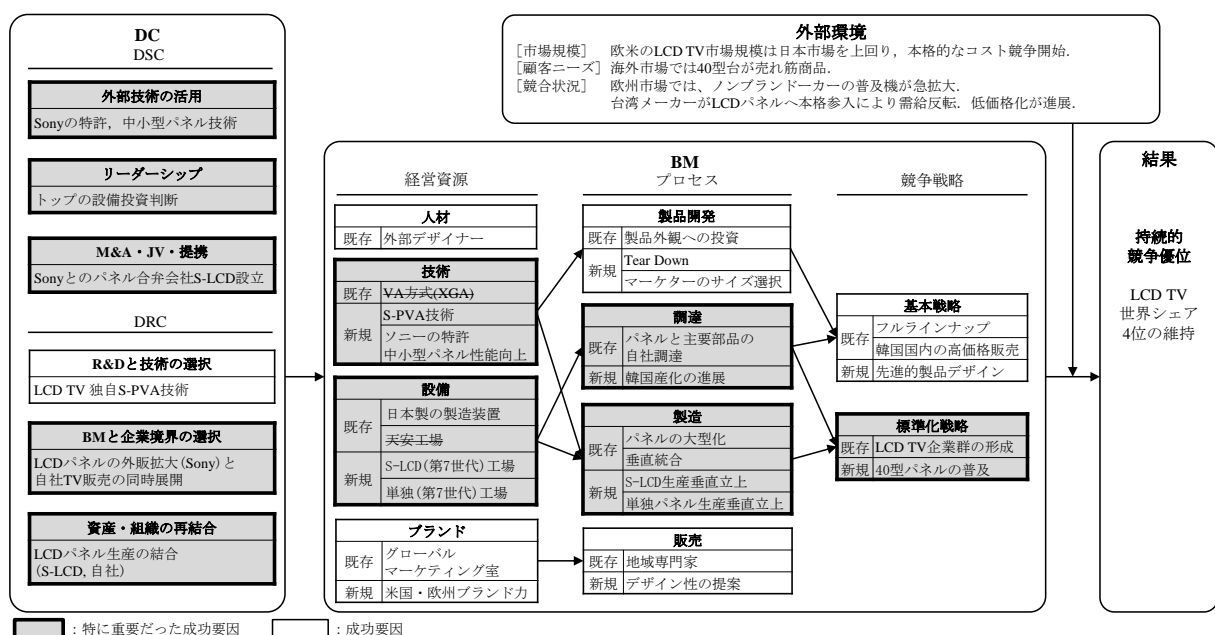 DC
DSC
外部技術の活用
Sonyの特許，中小型パネル技術
リーダーシップ
トップの設備投資判断
M&A・JV・提携
Sonyとのパネル合弁会社S-LCD設立
DRC
R&Dと技術の選択
LCD TV 独自S-PVA技術
BMと企業境界の選択
LCDパネルの外販拡大(Sony)と
自社TV販売の同時展開
資産・組織の再結合
LCDパネル生産の結合
(S-LCD, 自社)
外部環境
［市場規模］ 欧米のLCD TV市場規模は日本市場を上回り，本格的なコスト競争開始．
［顧客ニーズ］ 海外市場では40型台が売れ筋商品．
［競合状況］ 欧州市場では、ノンブランドーカーの普及機が急拡大．
台湾メーカーがLCDパネルへ本格参入により需給反転．低価格化が進展．
BM
経営資源
プロセス
競争戦略
人材
既存 外部デザイナー
技術
既存 VA方式(XGA)
新規 S-PVA技術
ソニーの特許
中小型パネル性能向上
設備
既存 日本製の製造装置
天安工場
新規 S-LCD(第7世代)工場
単独(第7世代)工場
ブランド
既存 グローバル
マーケティング室
新規 米国・欧州ブランド力
製品開発
既存 製品外観への投資
新規 Tear Down
マーケターのサイズ選択
調達
既存 パネルと主要部品の
自社調達
新規 韓国産化の進展
製造
既存 パネルの大型化
垂直統合
新規 S-LCD生産垂直立上
単独パネル生産垂直立上
販売
既存 地域専門家
新規 デザイン性の提案
基本戦略
既存 フルラインナップ
韓国国内の高価格販売
新規 先進的製品デザイン
標準化戦略
既存 LCD TV企業群の形成
新規 40型パネルの普及
結果
持続的
競争優位
LCD TV
世界シェア
4位の維持
：特に重要だった成功要因 ：成功要因